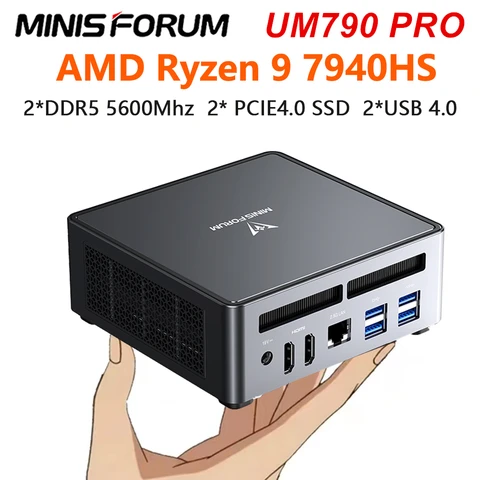 MINISFORUM UM790 PRO
AMD Ryzen 9 7940HS
2*DDR5 5600Mhz 2* PCIE4.0 SSD 2*USB 4.0
MINISFORUM
HDMI